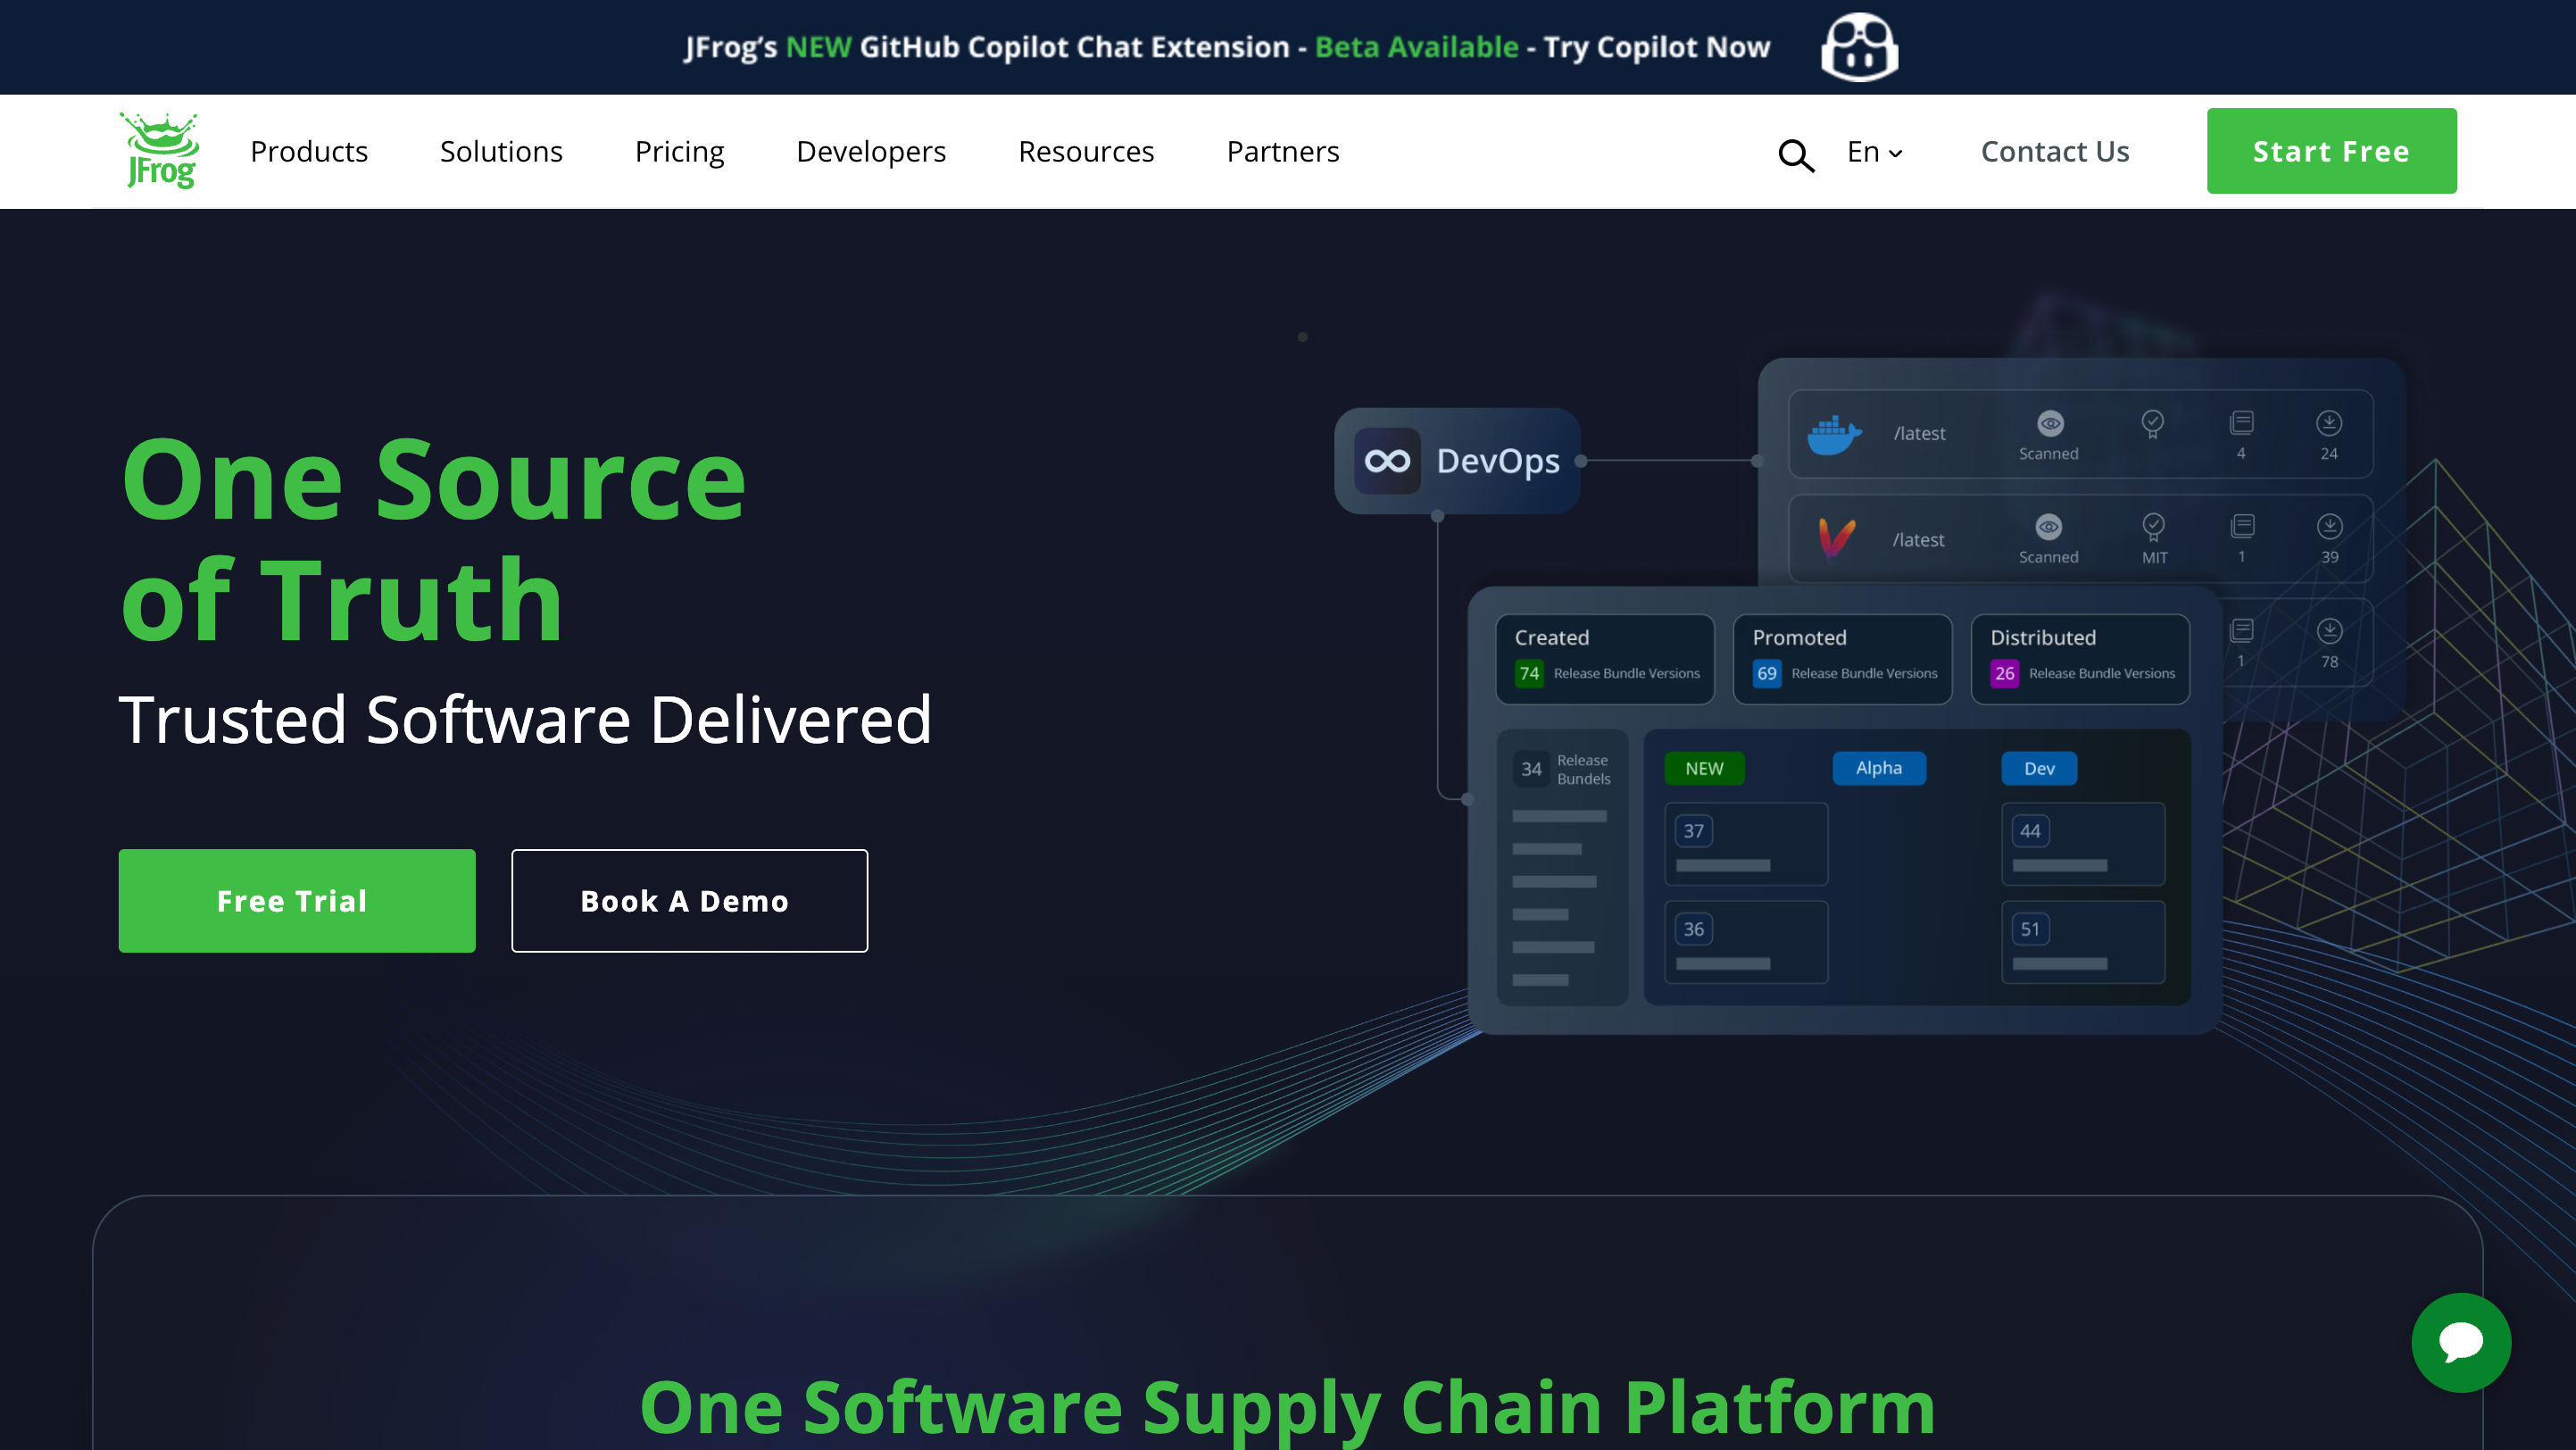 JFrog's NEW GitHub Copilot Chat Extension - Beta Available - Try Copilot Now
JFrog
Products
Solutions
Pricing
Developers
Resources
Partners
En
Contact Us
Start Free
One Source
of Truth
Trusted Software Delivered
Free Trial
Book A Demo
DevOps
/latest
Scanned
4
24
/latest
Scanned
MIT
1
39
1
78
Created
74 Release Bundle Versions
Promoted
69 Release Bundle Versions
Distributed
26 Release Bundle Versions
34 Release
Bundels
NEW
Alpha
Dev
37
44
36
51
One Software Supply Chain Platform